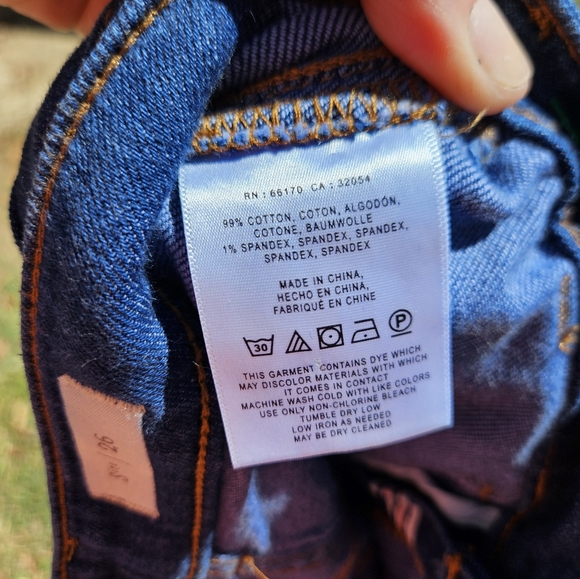 RN : 66170 CA : 32054
99% COTTON, COTON, ALGODÓN,
COTONE, BAUMWOLLE
1% SPANDEX, SPANDEX, SPANDEX,
SPANDEX, SPANDEX
MADE IN CHINA,
HECHO EN CHINA,
FABRIQUÉ EN CHINE
30 P
THIS GARMENT CONTAINS DYE WHICH
MAY DISCOLOR MATERIALS WITH WHICH
IT COMES IN CONTACT
MACHINE WASH COLD WITH LIKE COLORS
USE ONLY NON-CHLORINE BLEACH
TUMBLE DRY LOW
LOW IRON AS NEEDED
MAY BE DRY CLEANED